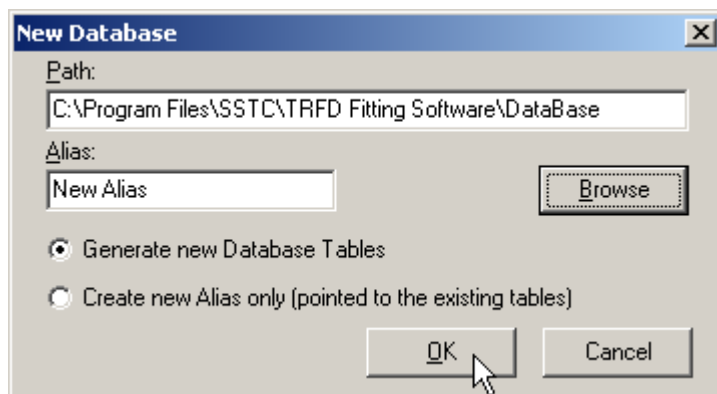 New Database
Path:
C:\Program Files\SSTC\TRFD Fitting Software\DataBase
Alias:
New Alias
Browse
Generate new Database Tables
Create new Alias only (pointed to the existing tables)
OK
Cancel